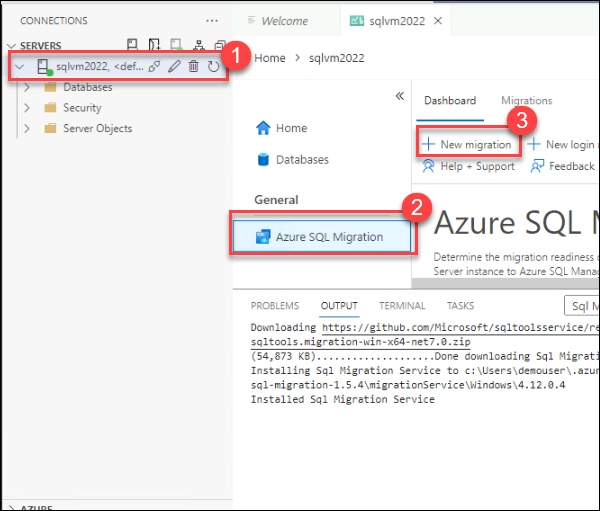 CONNECTIONS
SERVERS
sqlvm2022, <def...
Databases
Security
Server Objects
AZURE
1
Welcome
sqlvm2022
Home > sqlvm2022
Home
Databases
General
2
Azure SQL Migration
Dashboard Migrations
3
New migration New login
Help + Support Feedback
Azure SQL M
Determine the migration readiness
Server instance to Azure SQL Mana
PROBLEMS OUTPUT TERMINAL TASKS
Sql M
Downloading https://github.com/Microsoft/sqltoolsservice/re
sqltools.migration-win-x64-net7.0.zip
(54,873 KB)....................Done downloading Sql Migratio
Installing Sql Migration Service to c:\Users\demouser\.azur
sql-migration-1.5.4\migrationService\Windows\4.12.0.4
Installed Sql Migration Service